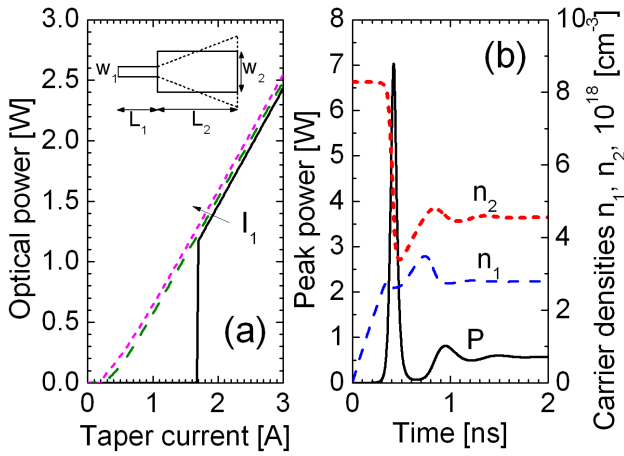 Optical power [W]
3.0
2.5
2.0
1.5
1.0
0.5
0.0
w1
w2
L1
L2
I1
(a)
0
1
2
3
Taper current [A]
Peak power [W]
8
7
6
5
4
3
2
1
0
(b)
n2
n1
P
0
1
2
Time [ns]
10
8
6
4
2
0
Carrier densities n1, n2, 10^18 [cm^-3]